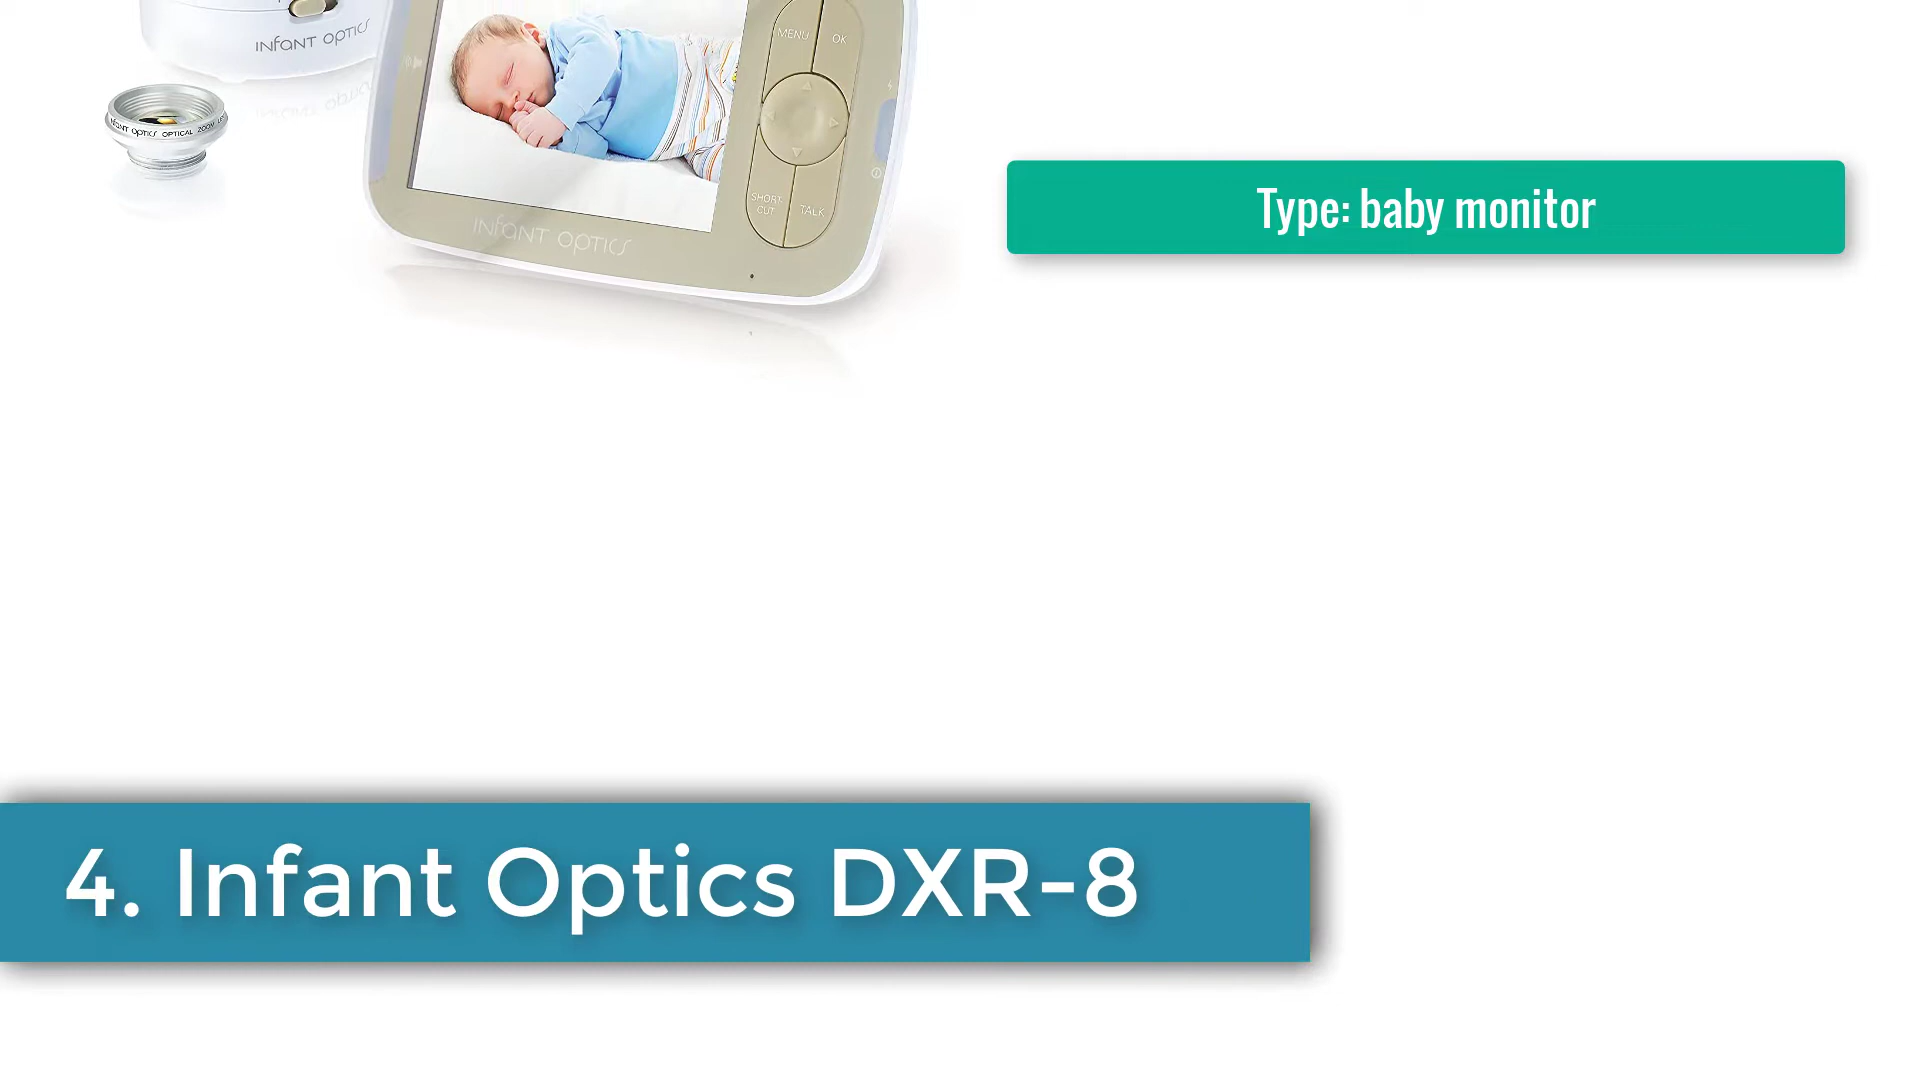 INFANT OPTICS
MENU
OK
INFANT OPTICS OPTICAL ZOOM
SHORT-
CUT
TALK
INFANT OPTICS
Type: baby monitor
4. Infant Optics DXR-8